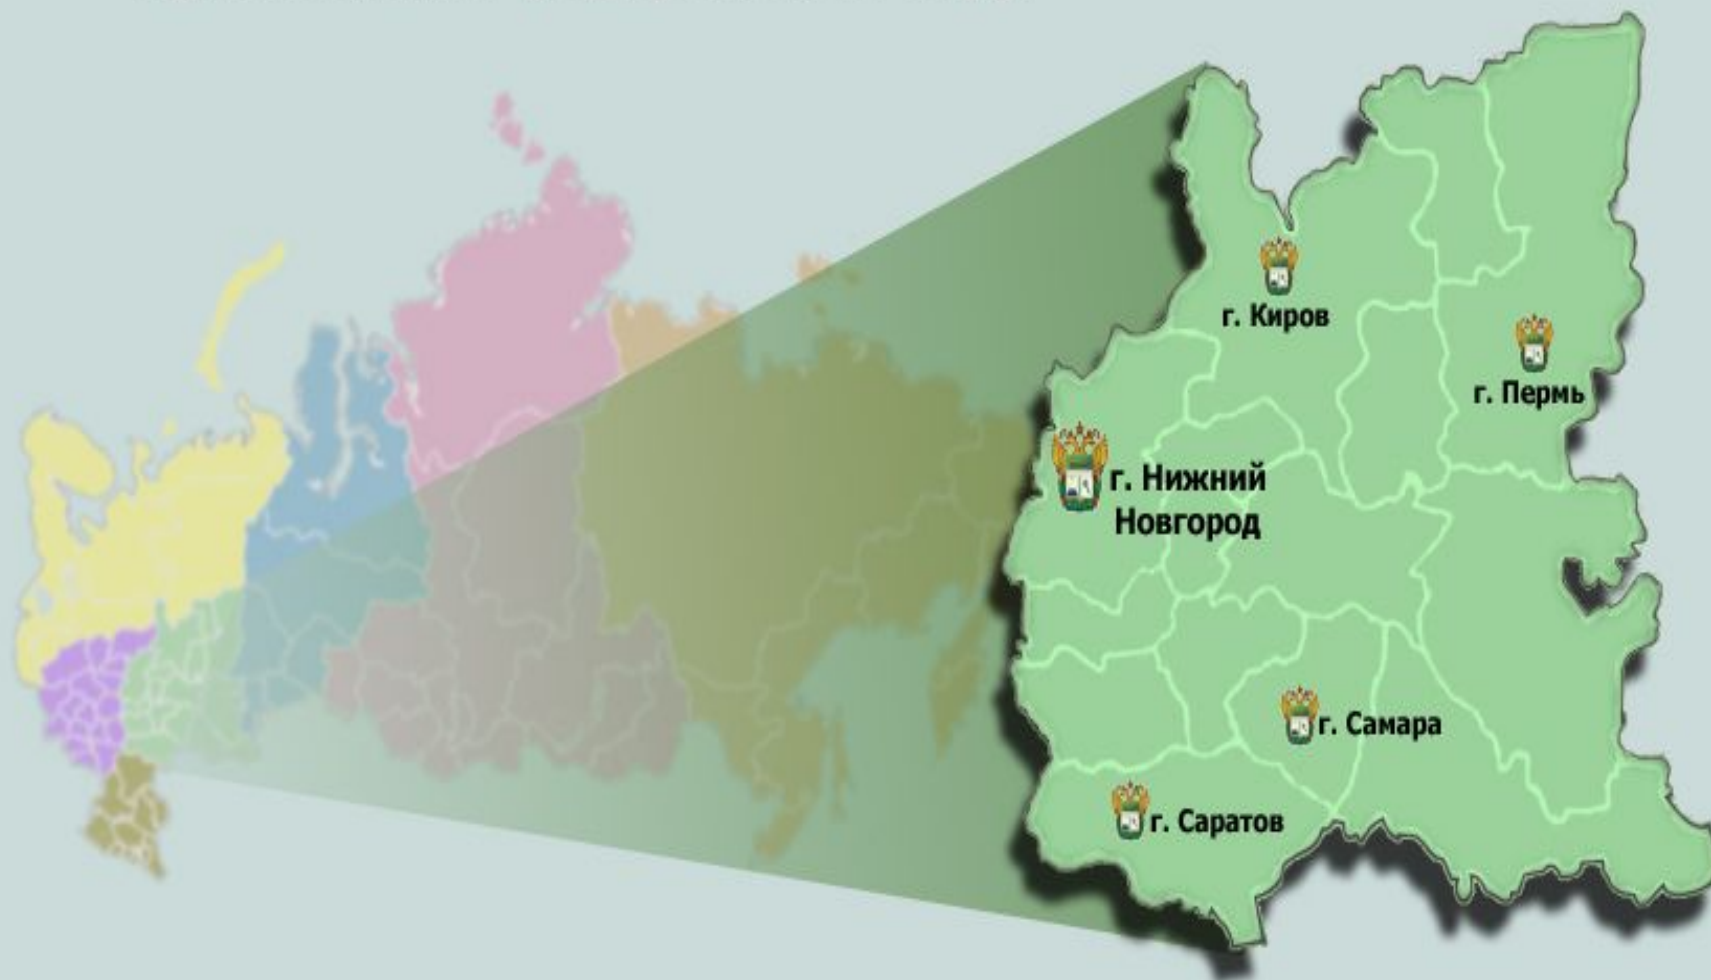 г. Киров
г. Пермь
г. Нижний
Новгород
г. Самара
г. Саратов